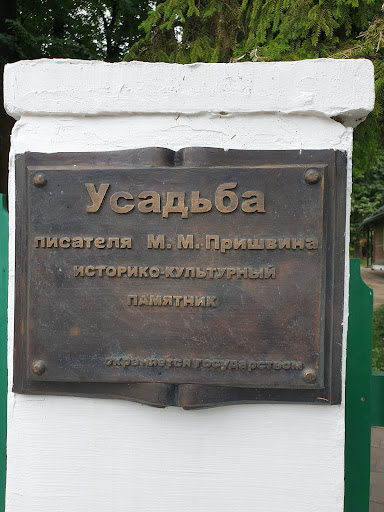 Усадьба
писателя М.М.Пришвина
ИСТОРИКО-КУЛЬТУРНЫЙ
ПАМЯТНИК
Охраняется государством